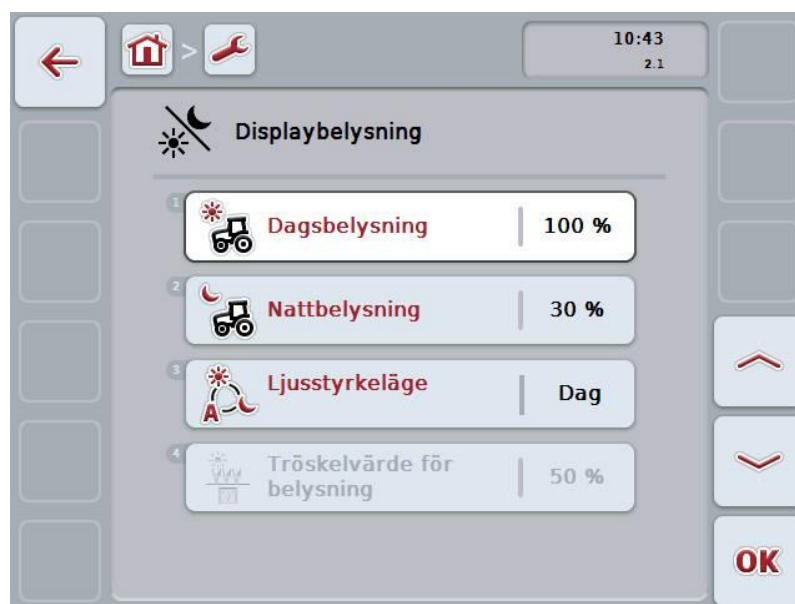 10:43
2.1
Displaybelysning
1
Dagsbelysning 100 %
2
Nattbelysning 30 %
3
Ljusstyrkeläge Dag
A
4
Tröskelvärde för
belysning 50 %
OK